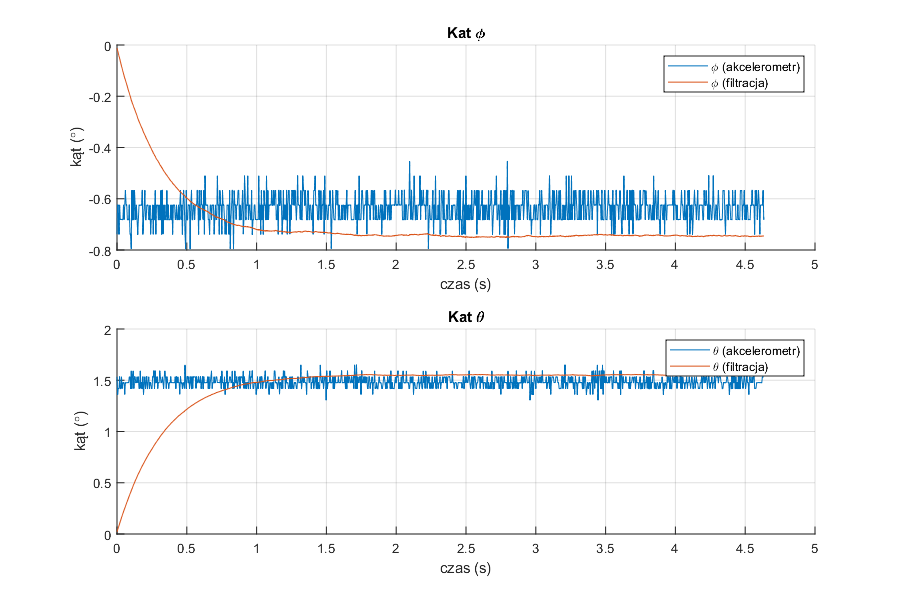 Kat ϕ
0
-0.2
-0.4
-0.6
-0.8
kąt (°)
ϕ (akcelerometr)
ϕ (filtracja)
0 0.5 1 1.5 2 2.5 3 3.5 4 4.5 5
czas (s)
Kat θ
2
1.5
1
0.5
0
kąt (°)
θ (akcelerometr)
θ (filtracja)
0 0.5 1 1.5 2 2.5 3 3.5 4 4.5 5
czas (s)